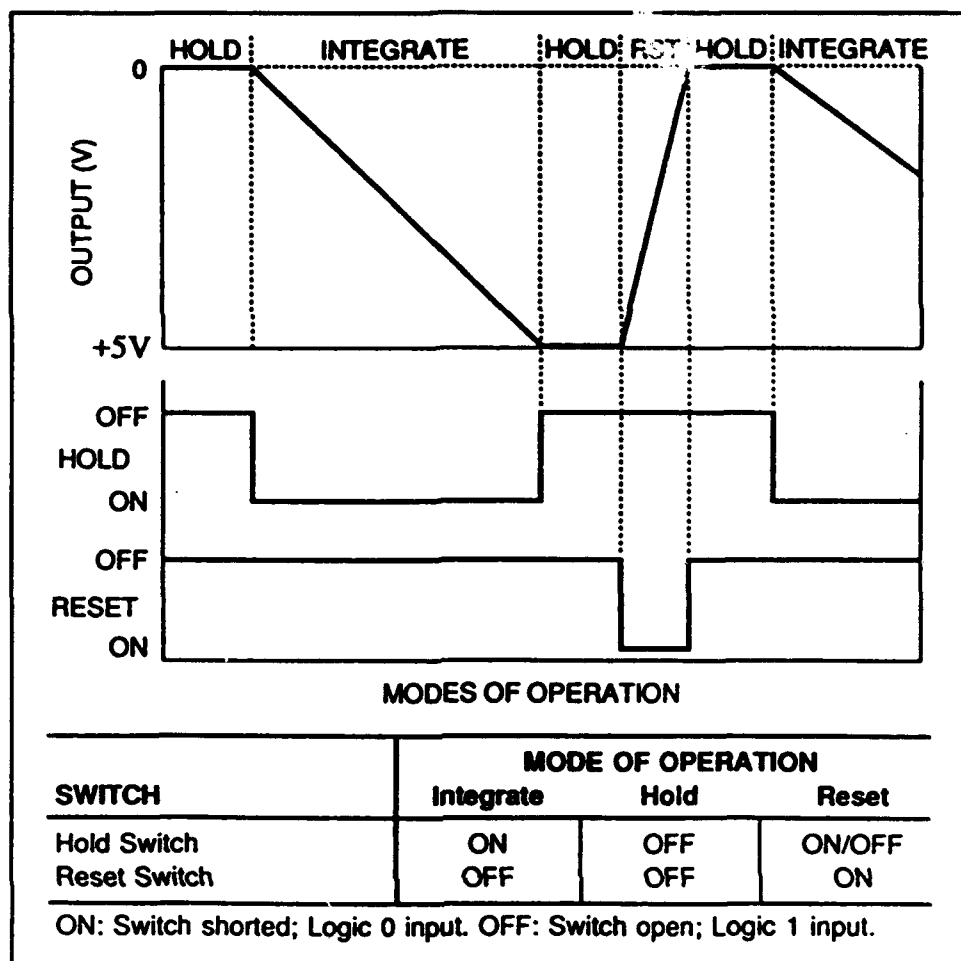 HOLD INTEGRATE HOLD RST HOLD INTEGRATE
0
OUTPUT (V)
+5V
OFF
HOLD
ON
OFF
RESET
ON
MODES OF OPERATION
MODE OF OPERATION
SWITCH Integrate Hold Reset
Hold Switch ON OFF ON/OFF
Reset Switch OFF OFF ON
ON: Switch shorted; Logic 0 input. OFF: Switch open; Logic 1 input.